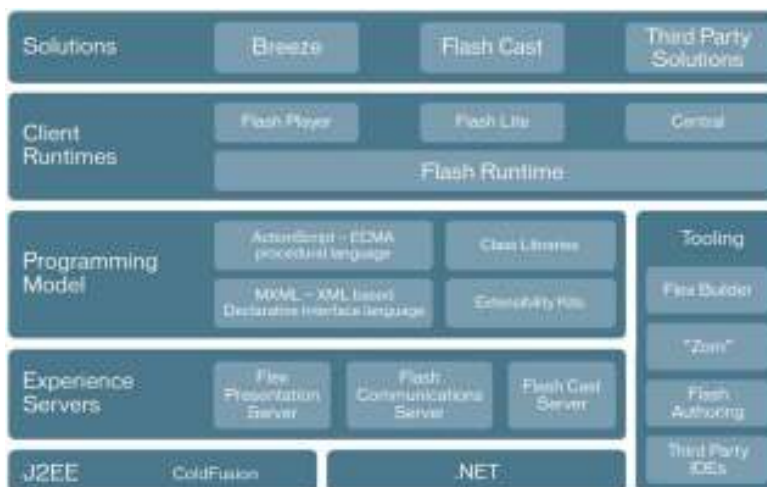 Solutions
Breeze
Flash Cast
Third Party
Solutions
Client
Runtimes
Flash Player
Flash Lite
Central
Flash Runtime
Programming
Model
ActionScript – ECMA
procedural language
Class Libraries
MXML – XML based
Declarative interface language
Extensibility Kits
Tooling
Flex Builder
"Zorn"
Flash
Authoring
Third Party
IDEs
Experience
Servers
Flex
Presentation
Server
Flash
Communications
Server
Flash Cast
Server
J2EE
ColdFusion
.NET